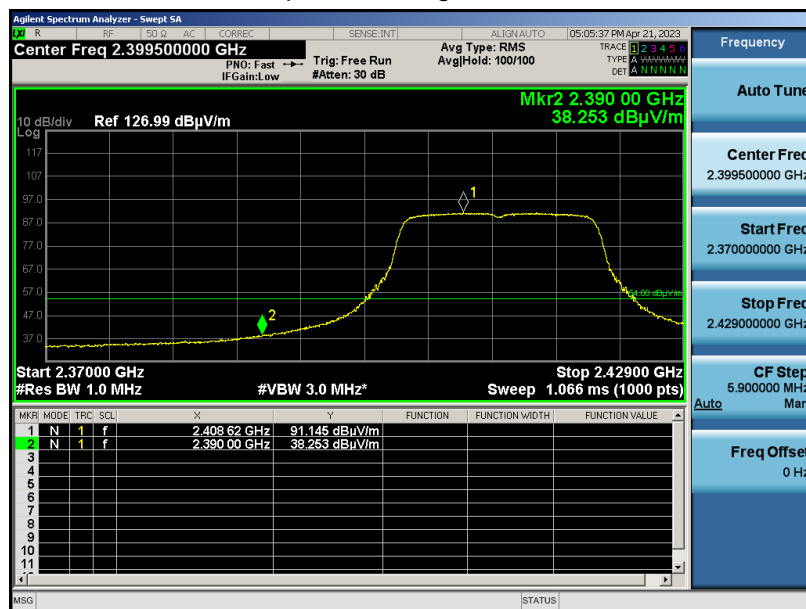 Agilent Spectrum Analyzer - Swept SA
LXI R RF 50 Ω AC CORREC SENSE:INT ALIGN AUTO 05:05:37 PM Apr 21, 2023
Center Freq 2.399500000 GHz
PNO: Fast
IFGain:Low
Trig: Free Run
#Atten: 30 dB
Avg Type: RMS
Avg|Hold: 100/100
TRACE 1 2 3 4 5 6
TYPE A WWWWW
DET A N N N N N
Mkr2 2.390 00 GHz
38.253 dBµV/m
10 dB/div Ref 126.99 dBµV/m
Log
117
107
97.0
87.0
77.0
67.0
57.0
47.0
37.0
1
2
54.00 dBµV/m
Start 2.37000 GHz Stop 2.42900 GHz
#Res BW 1.0 MHz #VBW 3.0 MHz* Sweep 1.066 ms (1000 pts)
MKR MODE TRC SCL X Y FUNCTION FUNCTION WIDTH FUNCTION VALUE
1 N 1 f 2.408 62 GHz 91.145 dBµV/m
2 N 1 f 2.390 00 GHz 38.253 dBµV/m
3
4
5
6
7
8
9
10
11
MSG STATUS
Frequency
Auto Tune
Center Freq
2.399500000 GHz
Start Freq
2.370000000 GHz
Stop Freq
2.429000000 GHz
CF Step
5.900000 MHz
Auto Man
Freq Offset
0 Hz